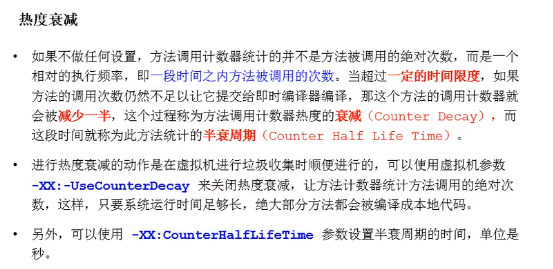 热度衰减
• 如果不做任何设置，方法调用计数器统计的并不是方法被调用的绝对次数，而是一个
相对的执行频率，即一段时间之内方法被调用的次数。当超过一定的时间限度，如果
方法的调用次数仍然不足以让它提交给即时编译器编译，那这个方法的调用计数器就
会被减少一半，这个过程称为方法调用计数器热度的衰减（Counter Decay），而
这段时间就称为此方法统计的半衰周期（Counter Half Life Time）。
• 进行热度衰减的动作是在虚拟机进行垃圾收集时顺便进行的，可以使用虚拟机参数
-XX:-UseCounterDecay 来关闭热度衰减，让方法计数器统计方法调用的绝对次
数，这样，只要系统运行时间足够长，绝大部分方法都会被编译成本地代码。
• 另外，可以使用 -XX:CounterHalfLifeTime 参数设置半衰周期的时间，单位是
秒。